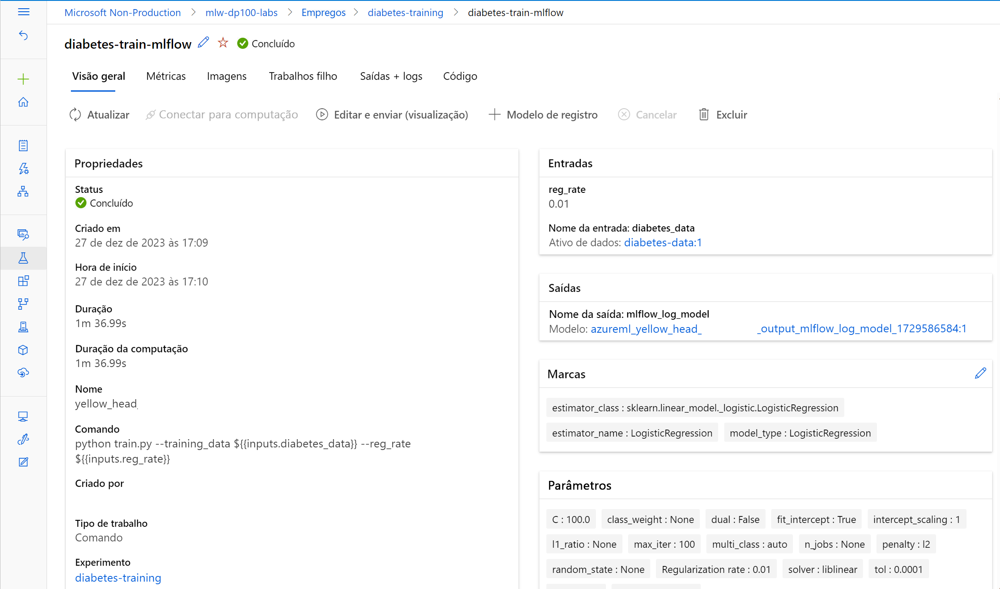 Microsoft Non-Production > mlw-dp100-labs > Empregos > diabetes-training > diabetes-train-mlflow
diabetes-train-mlflow Concluído
Visão geral Métricas Imagens Trabalhos filho Saídas + logs Código
Atualizar Conectar para computação Editar e enviar (visualização) Modelo de registro Cancelar Excluir
Propriedades
Status
Concluído
Criado em
27 de dez de 2023 às 17:09
Hora de início
27 de dez de 2023 às 17:10
Duração
1m 36.99s
Duração da computação
1m 36.99s
Nome
yellow_head
Comando
python train.py --training_data ${{inputs.diabetes_data}} --reg_rate
${{inputs.reg_rate}}
Criado por
Tipo de trabalho
Comando
Experimento
diabetes-training
Entradas
reg_rate
0.01
Nome da entrada: diabetes_data
Ativo de dados: diabetes-data:1
Saídas
Nome da saída: mlflow_log_model
Modelo: azureml_yellow_head_ _output_mlflow_log_model_1729586584:1
Marcas
estimator_class : sklearn.linear_model._logistic.LogisticRegression
estimator_name : LogisticRegression model_type : LogisticRegression
Parâmetros
C : 100.0 class_weight : None dual : False fit_intercept : True intercept_scaling : 1
l1_ratio : None max_iter : 100 multi_class : auto n_jobs : None penalty : l2
random_state : None Regularization rate : 0.01 solver : liblinear tol : 0.0001